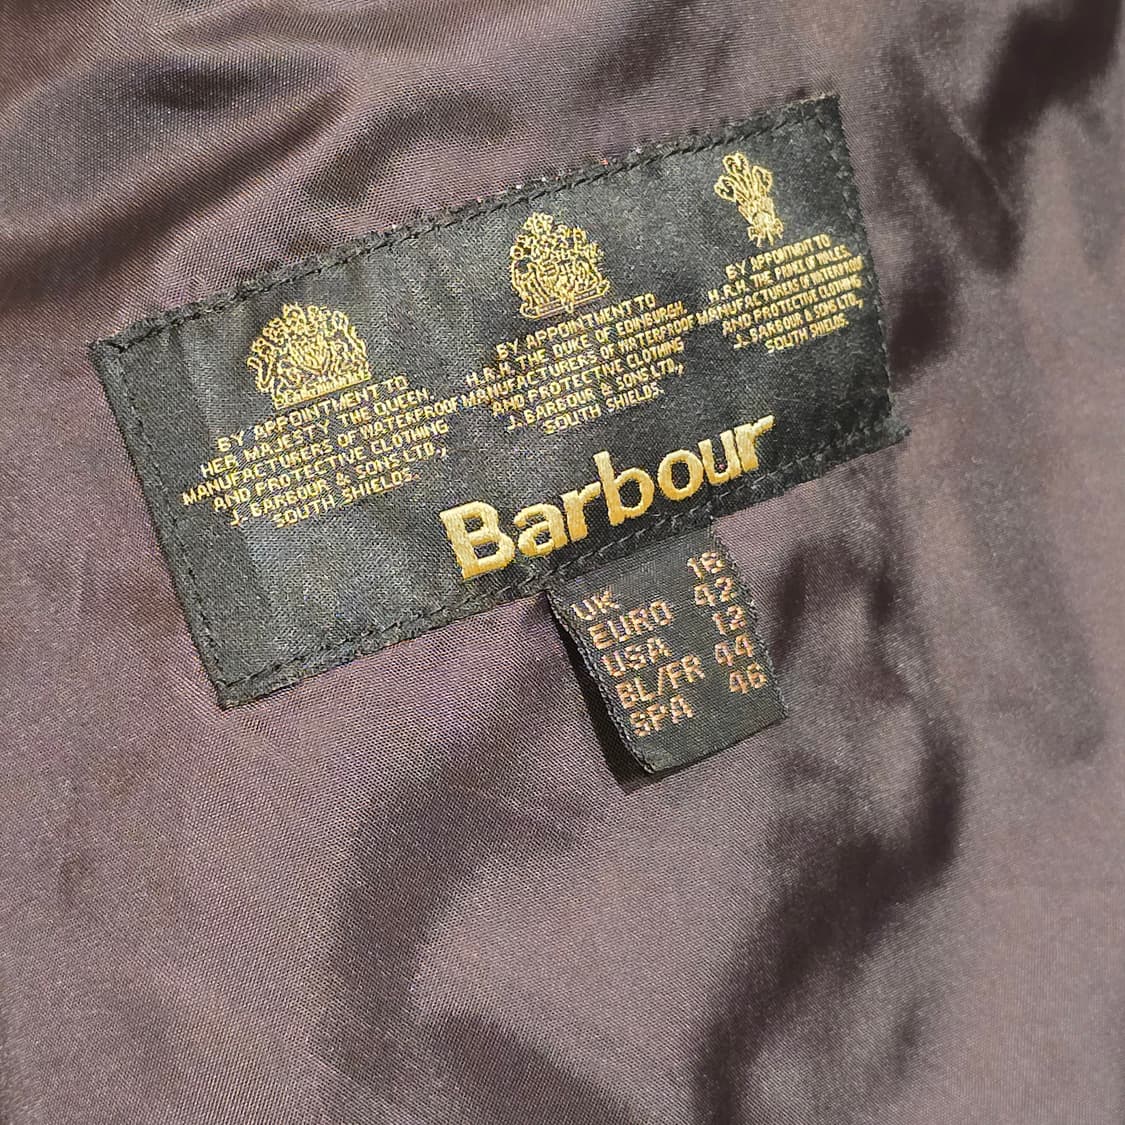 BY APPOINTMENT TO
HER MAJESTY THE QUEEN.
MANUFACTURERS OF WATERPROOF
AND PROTECTIVE CLOTHING
J. BARBOUR & SONS LTD.,
SOUTH SHIELDS.
BY APPOINTMENT TO
H.R.H. THE DUKE OF EDINBURGH.
MANUFACTURERS OF WATERPROOF
AND PROTECTIVE CLOTHING
J. BARBOUR & SONS LTD.,
SOUTH SHIELDS.
BY APPOINTMENT TO
H.R.H. THE PRINCE OF WALES.
MANUFACTURERS OF WATERPROOF
AND PROTECTIVE CLOTHING
J. BARBOUR & SONS LTD,
SOUTH SHIELDS.
Barbour
UK 16
EURO 42
USA 12
BL/FR 44
SPA 46